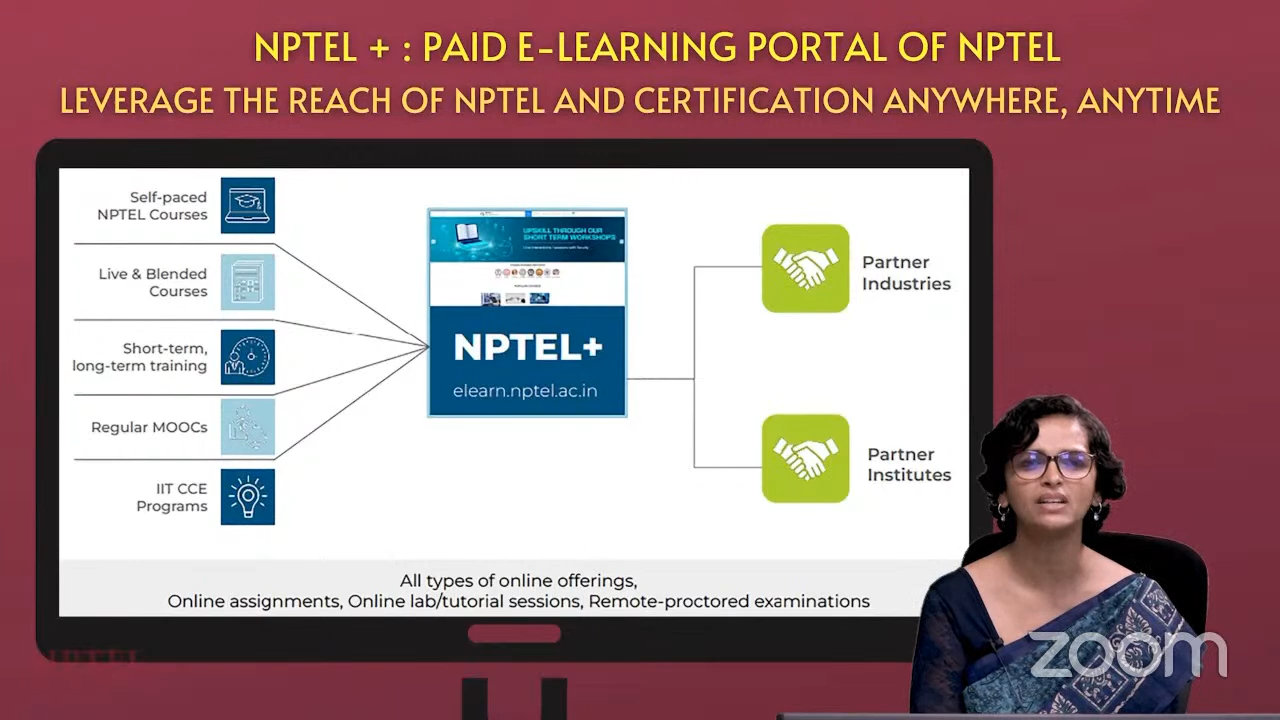 NPTEL + : PAID E-LEARNING PORTAL OF NPTEL
LEVERAGE THE REACH OF NPTEL AND CERTIFICATION ANYWHERE, ANYTIME
Self-paced
NPTEL Courses
Live & Blended
Courses
Short-term,
long-term training
Regular MOOCs
IIT CCE
Programs
UPSKILL THROUGH OUR
SHORT TERM WORKSHOPS
NPTEL+
elearn.nptel.ac.in
Partner
Industries
Partner
Institutes
All types of online offerings,
Online assignments, Online lab/tutorial sessions, Remote-proctored examinations
NPTEL
zoom